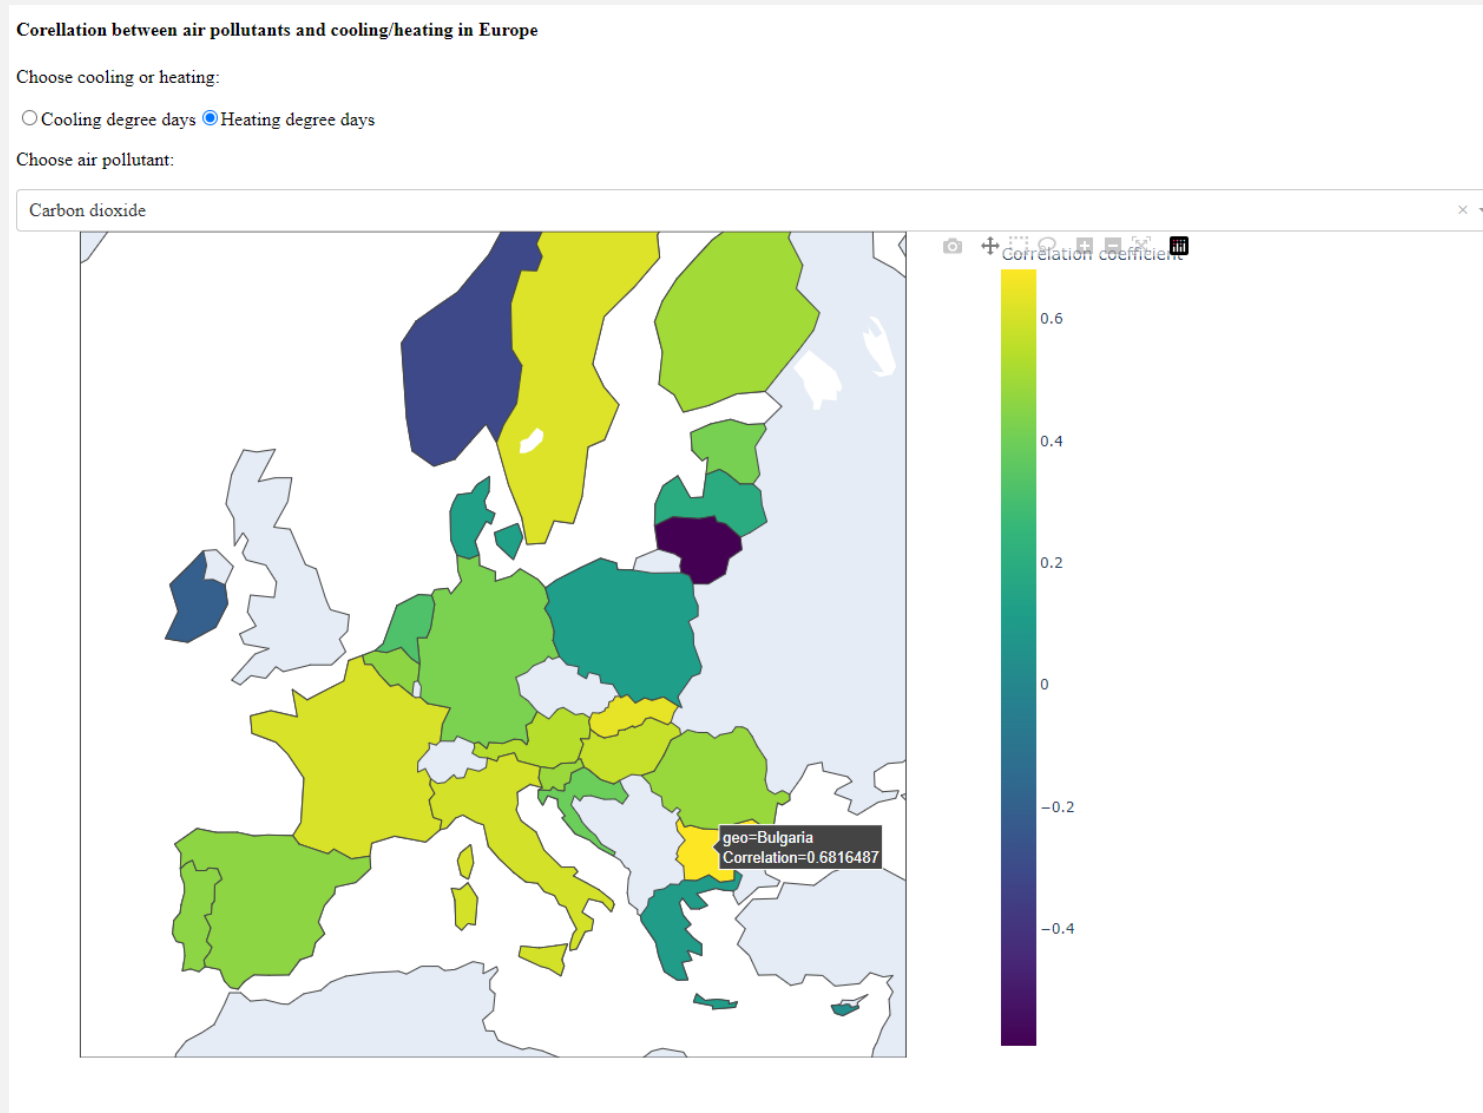 Corellation between air pollutants and cooling/heating in Europe
Choose cooling or heating:
Cooling degree days Heating degree days
Choose air pollutant:
Carbon dioxide
Correlation coefficient
0.6
0.4
0.2
0
−0.2
−0.4
geo=Bulgaria
Correlation=0.6816487